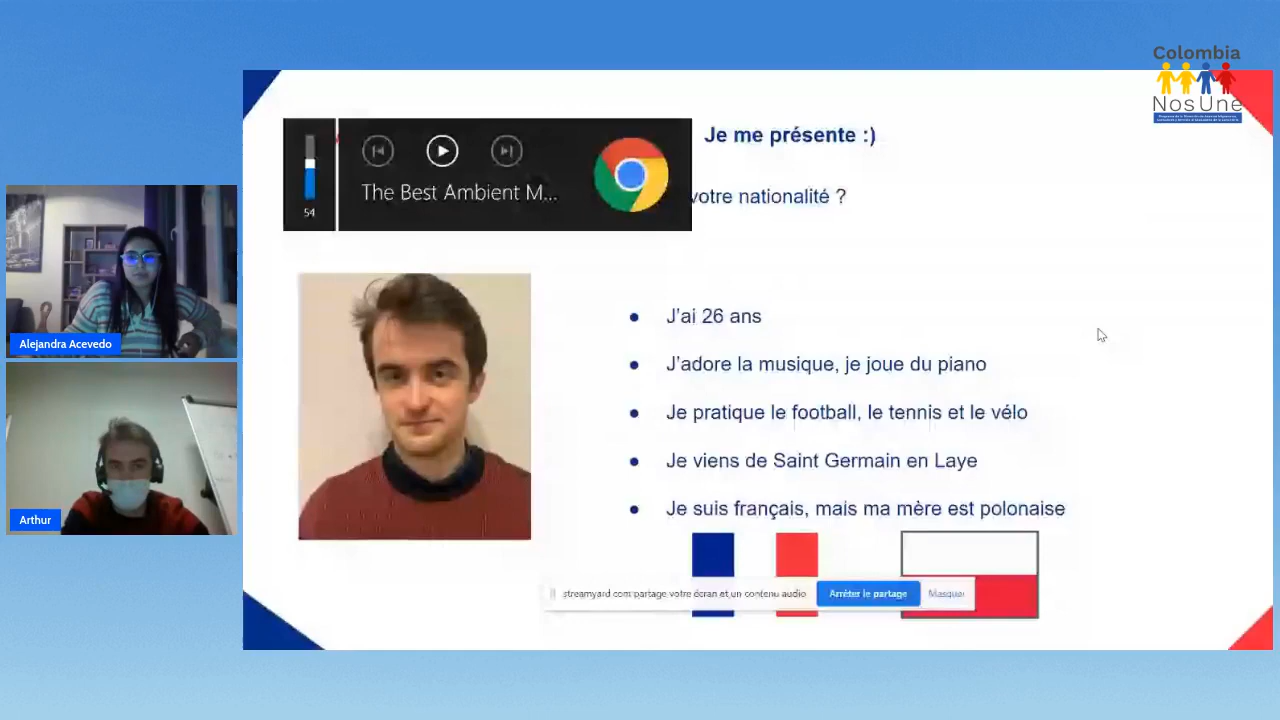 Colombia
NosUne
Je me présente :)
54
The Best Ambient M...
votre nationalité ?
J'ai 26 ans
J'adore la musique, je joue du piano
Je pratique le football, le tennis et le vélo
Je viens de Saint Germain en Laye
Je suis français, mais ma mère est polonaise
Alejandra Acevedo
Arthur
streamyard.com partage votre écran et un contenu audio
Arrêter le partage
Masquer